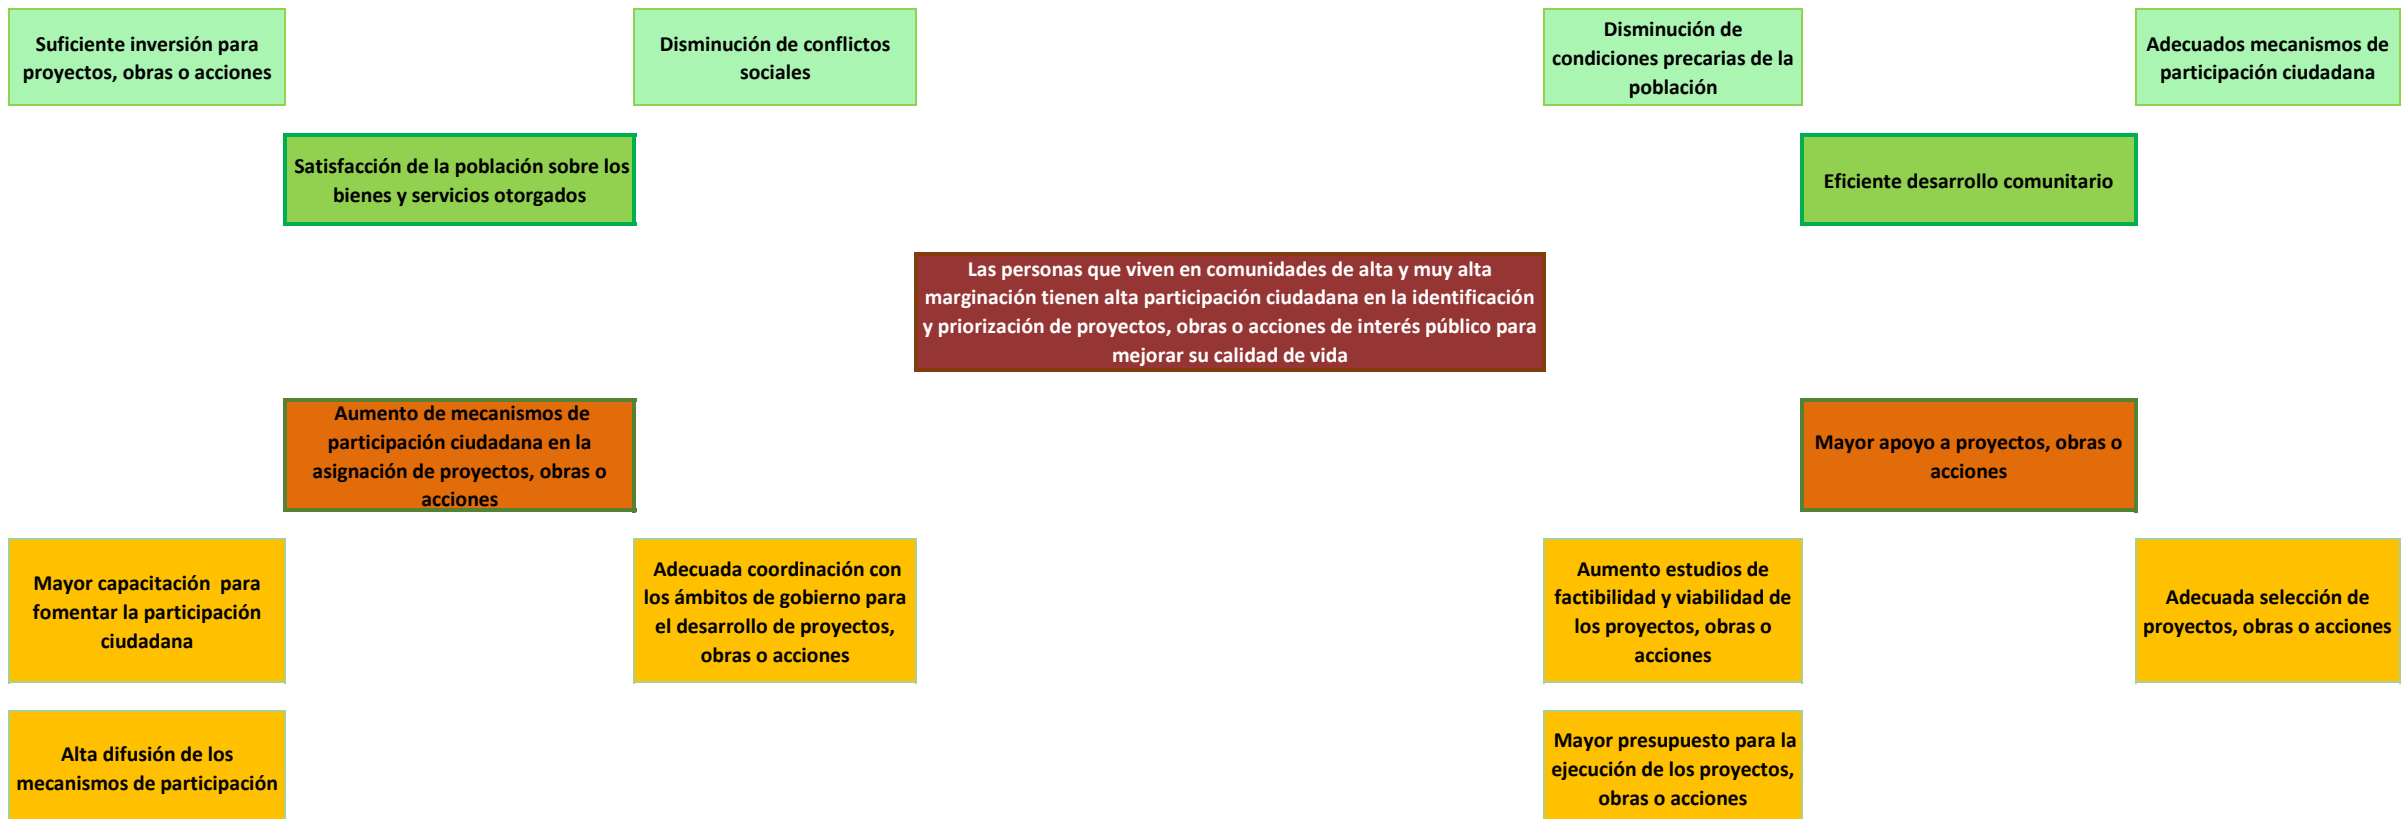 Suficiente inversión para
proyectos, obras o acciones
Disminución de conflictos
sociales
Disminución de
condiciones precarias de la
población
Adecuados mecanismos de
participación ciudadana
Satisfacción de la población sobre los
bienes y servicios otorgados
Eficiente desarrollo comunitario
Las personas que viven en comunidades de alta y muy alta
marginación tienen alta participación ciudadana en la identificación
y priorización de proyectos, obras o acciones de interés público para
mejorar su calidad de vida
Aumento de mecanismos de
participación ciudadana en la
asignación de proyectos, obras o
acciones
Mayor apoyo a proyectos, obras o
acciones
Mayor capacitación para
fomentar la participación
ciudadana
Adecuada coordinación con
los ámbitos de gobierno para
el desarrollo de proyectos,
obras o acciones
Aumento estudios de
factibilidad y viabilidad de
los proyectos, obras o
acciones
Adecuada selección de
proyectos, obras o acciones
Alta difusión de los
mecanismos de participación
Mayor presupuesto para la
ejecución de los proyectos,
obras o acciones